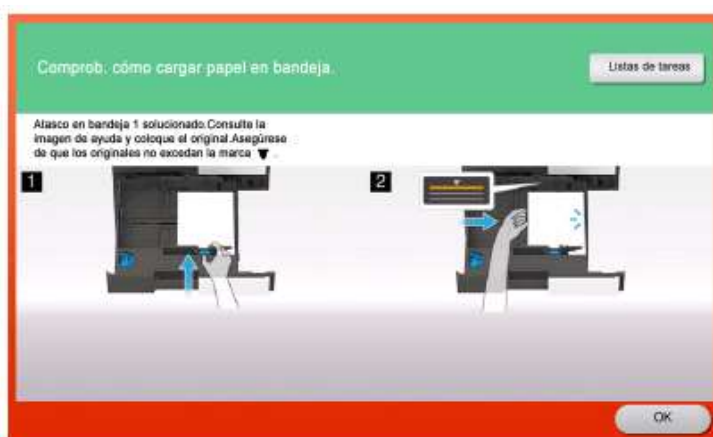 Comprob. cómo cargar papel en bandeja.
Listas de tareas
Atasco en bandeja 1 solucionado.Consulte la
imagen de ayuda y coloque el original.Asegúrese
de que los originales no excedan la marca ▼ .
1
2
OK